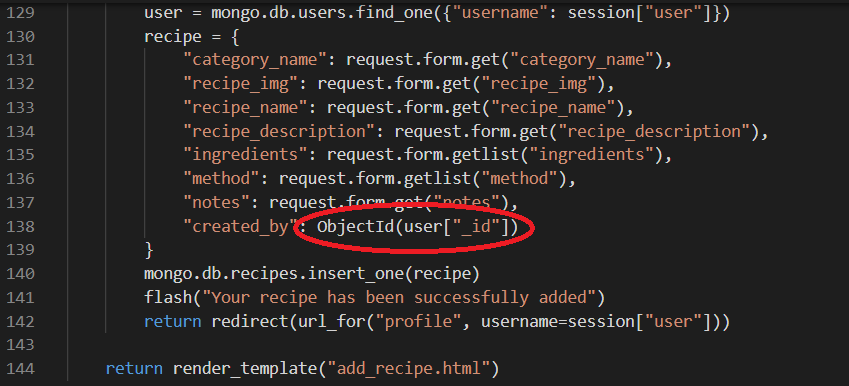 129 user = mongo.db.users.find_one({"username": session["user"]})
130 recipe = {
131 "category_name": request.form.get("category_name"),
132 "recipe_img": request.form.get("recipe_img"),
133 "recipe_name": request.form.get("recipe_name"),
134 "recipe_description": request.form.get("recipe_description"),
135 "ingredients": request.form.getlist("ingredients"),
136 "method": request.form.getlist("method"),
137 "notes": request.form.get("notes"),
138 "created_by": ObjectId(user["_id"])
139 }
140 mongo.db.recipes.insert_one(recipe)
141 flash("Your recipe has been successfully added")
142 return redirect(url_for("profile", username=session["user"]))
143
144 return render_template("add_recipe.html")